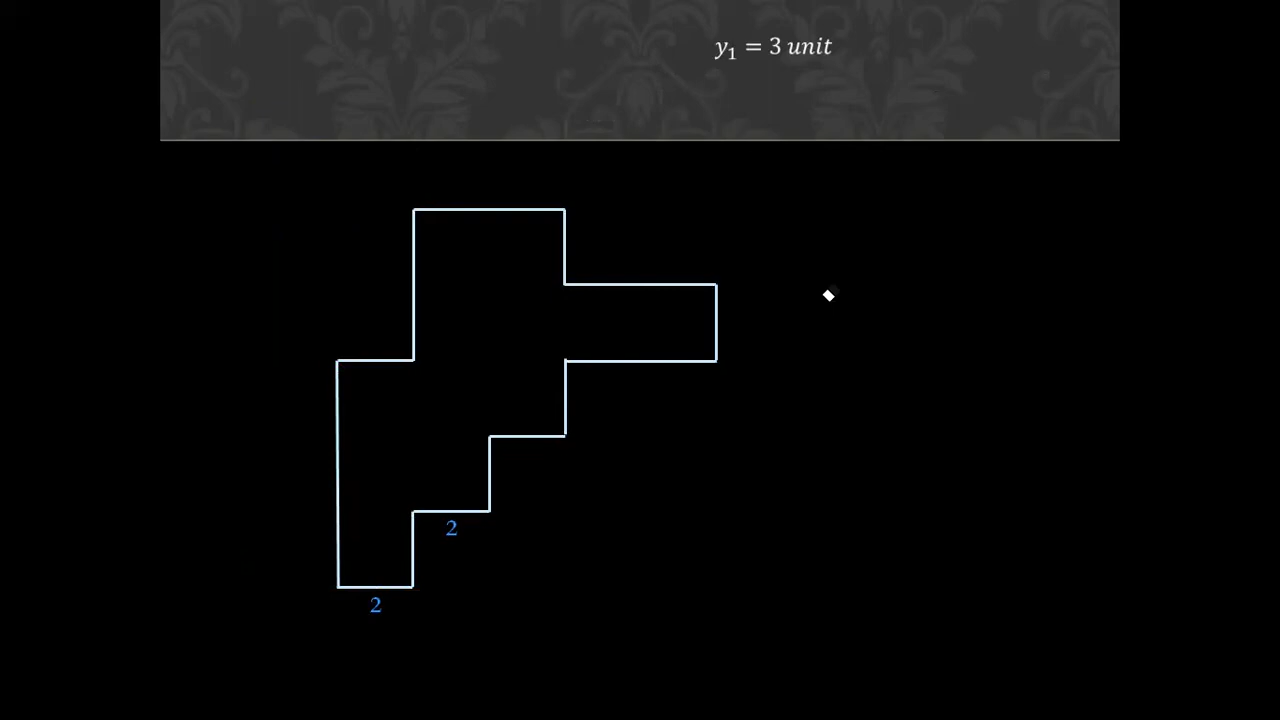 y₁ = 3 unit
2
2